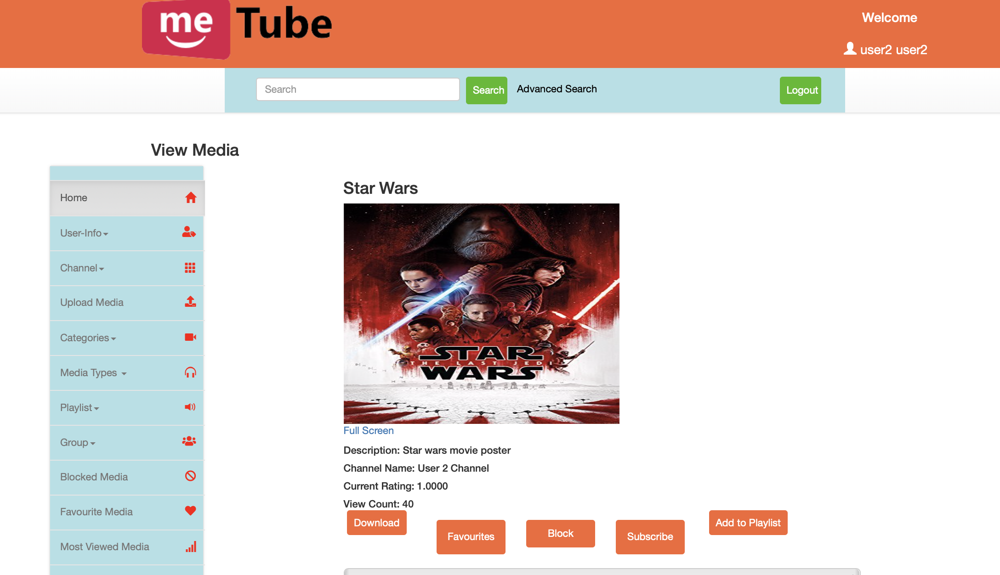 me Tube
Welcome
user2 user2
Search
Search
Advanced Search
Logout
View Media
Home
User-Info
Channel
Upload Media
Categories
Media Types
Playlist
Group
Blocked Media
Favourite Media
Most Viewed Media
Star Wars
STAR
THE LAST JEDI
WARS
Full Screen
Description: Star wars movie poster
Channel Name: User 2 Channel
Current Rating: 1.0000
View Count: 40
Download
Favourites
Block
Subscribe
Add to Playlist